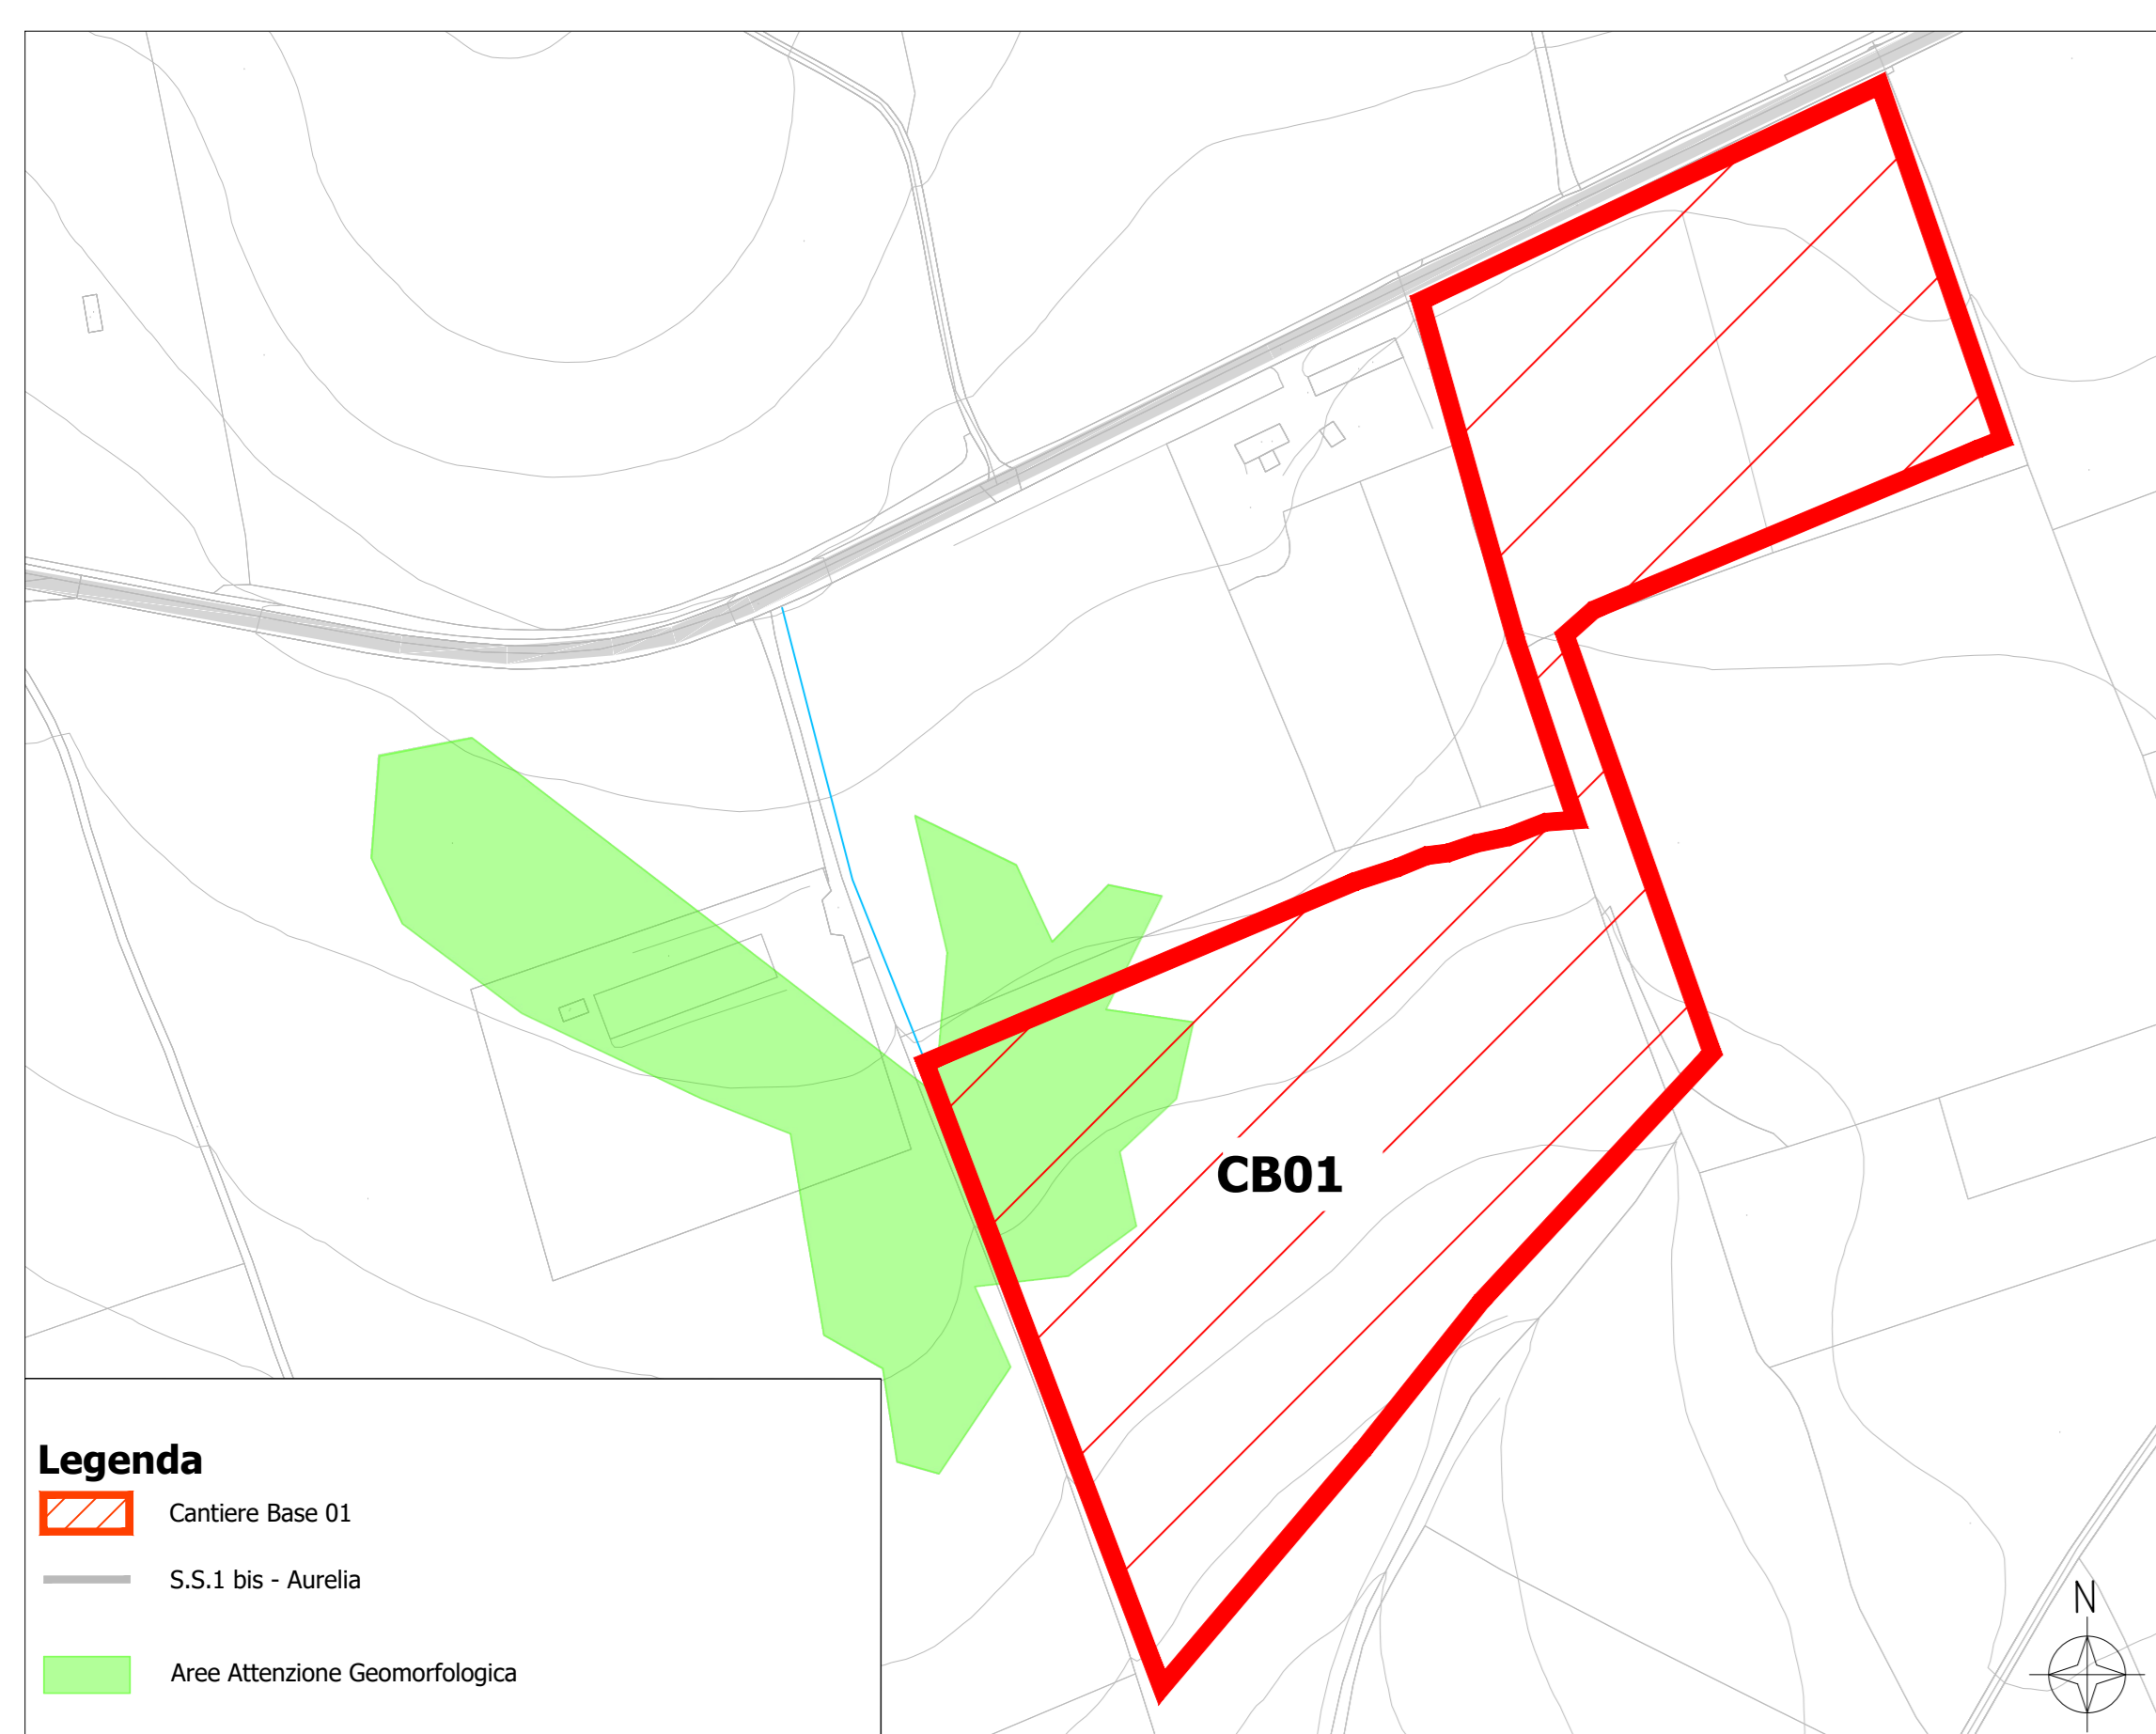 CB01
Legenda
Cantiere Base 01
S.S.1 bis - Aurelia
Aree Attenzione Geomorfologica
N